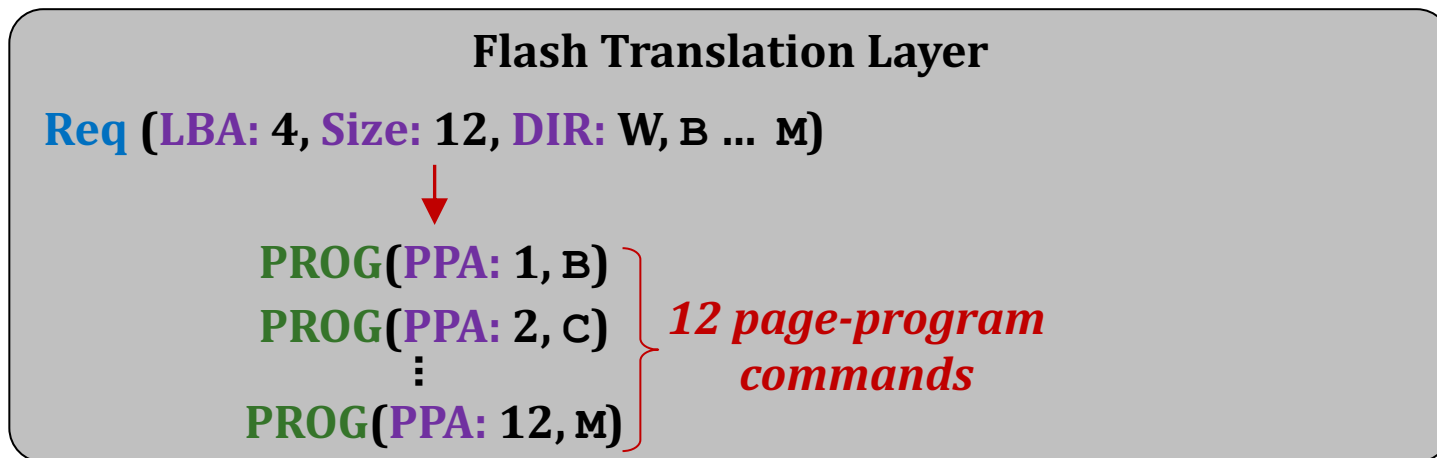 Flash Translation Layer
Req (LBA: 4, Size: 12, DIR: W, B ... M)
PROG(PPA: 1, B)
PROG(PPA: 2, C)
⋮
PROG(PPA: 12, M)
12 page-program
commands